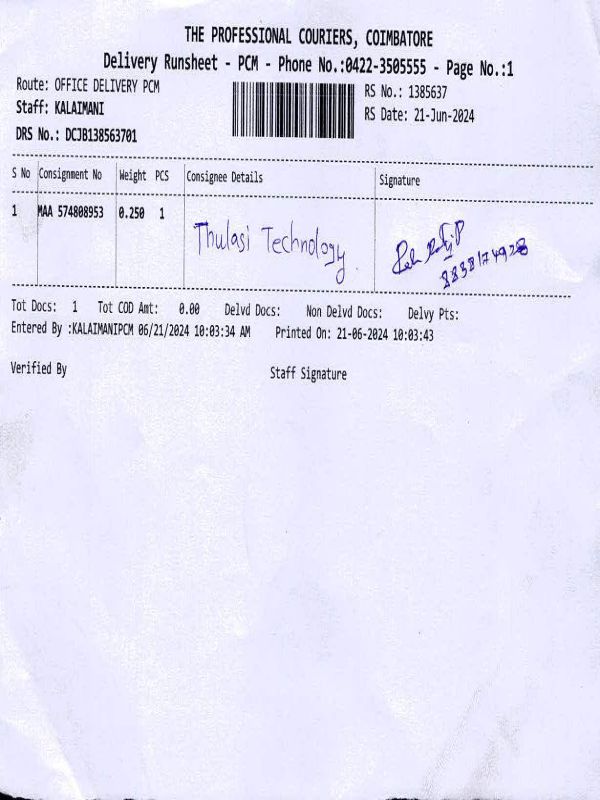 THE PROFESSIONAL COURIERS, COIMBATORE
Delivery Runsheet - PCM - Phone No.:0422-3505555 - Page No.:1
Route: OFFICE DELIVERY PCM
RS No.: 1385637
Staff: KALAIMANI
RS Date: 21-Jun-2024
DRS No.: DCJB138563701
S No Consignment No Weight PCS Consignee Details Signature
1 MAA 574808953 0.250 1 Thulasi Technology
Tot Docs: 1 Tot COD Amt: 0.00 Delvd Docs: Non Delvd Docs: Delvy Pts:
Entered By :KALAIMANIPCM 06/21/2024 10:03:34 AM Printed On: 21-06-2024 10:03:43
Verified By Staff Signature